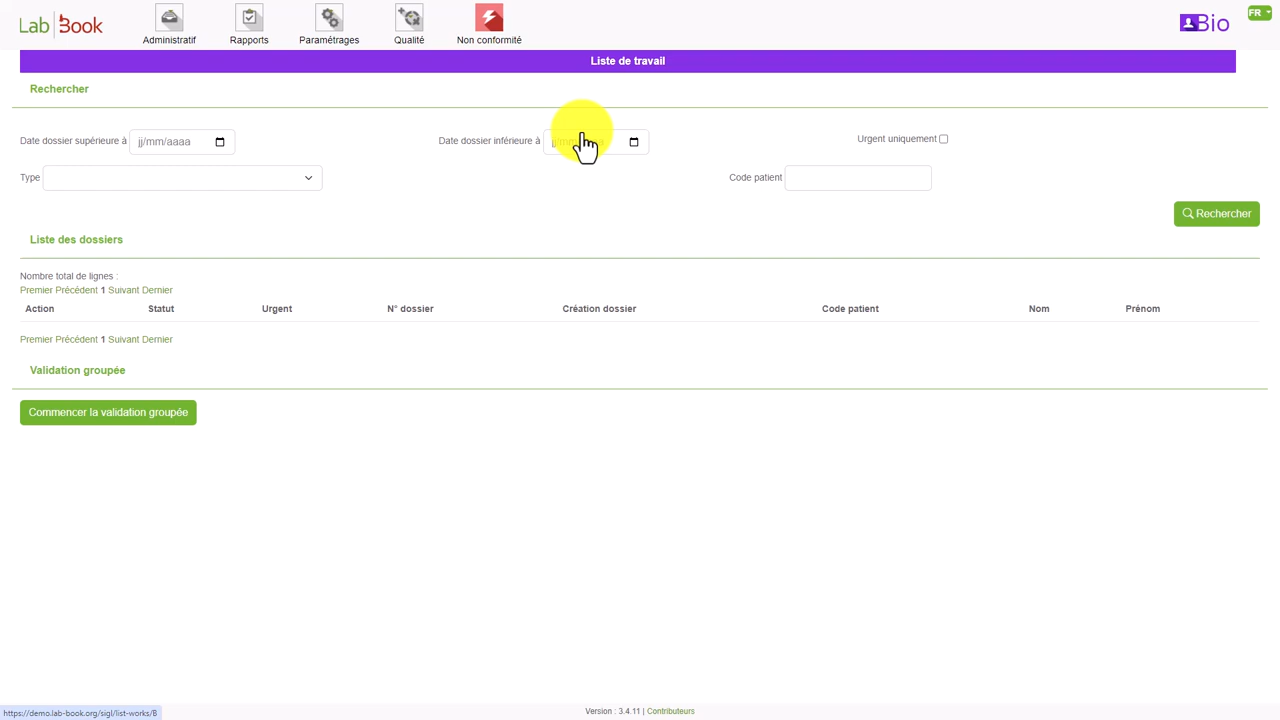 Lab Book
Administratif
Rapports
Paramétrages
Qualité
Non conformité
Bio
FR
Liste de travail
Rechercher
Date dossier supérieure à jj/mm/aaaa
Date dossier inférieure à
Urgent uniquement
Type
Code patient
Rechercher
Liste des dossiers
Nombre total de lignes :
Premier Précédent 1 Suivant Dernier
Action Statut Urgent N° dossier Création dossier Code patient Nom Prénom
Premier Précédent 1 Suivant Dernier
Validation groupée
Commencer la validation groupée
Version : 3.4.11 | Contributeurs
https://demo.lab-book.org/sigl/list-works/B